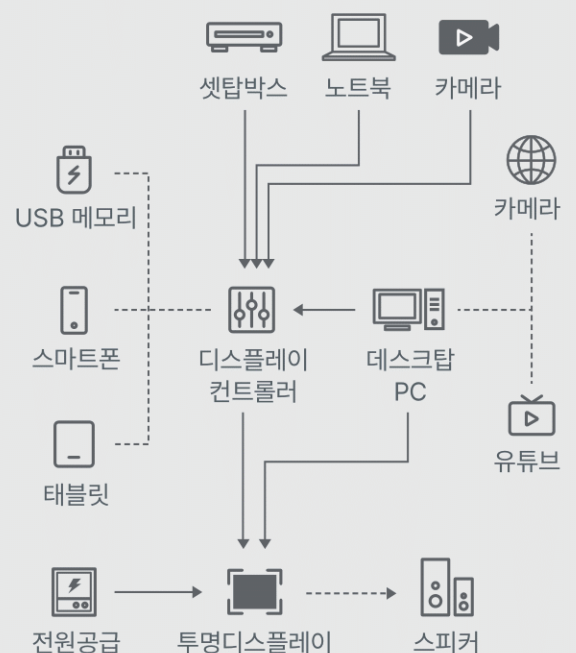 셋탑박스
노트북
카메라
카메라
USB 메모리
스마트폰
디스플레이
컨트롤러
데스크탑
PC
유튜브
태블릿
전원공급
투명디스플레이
스피커